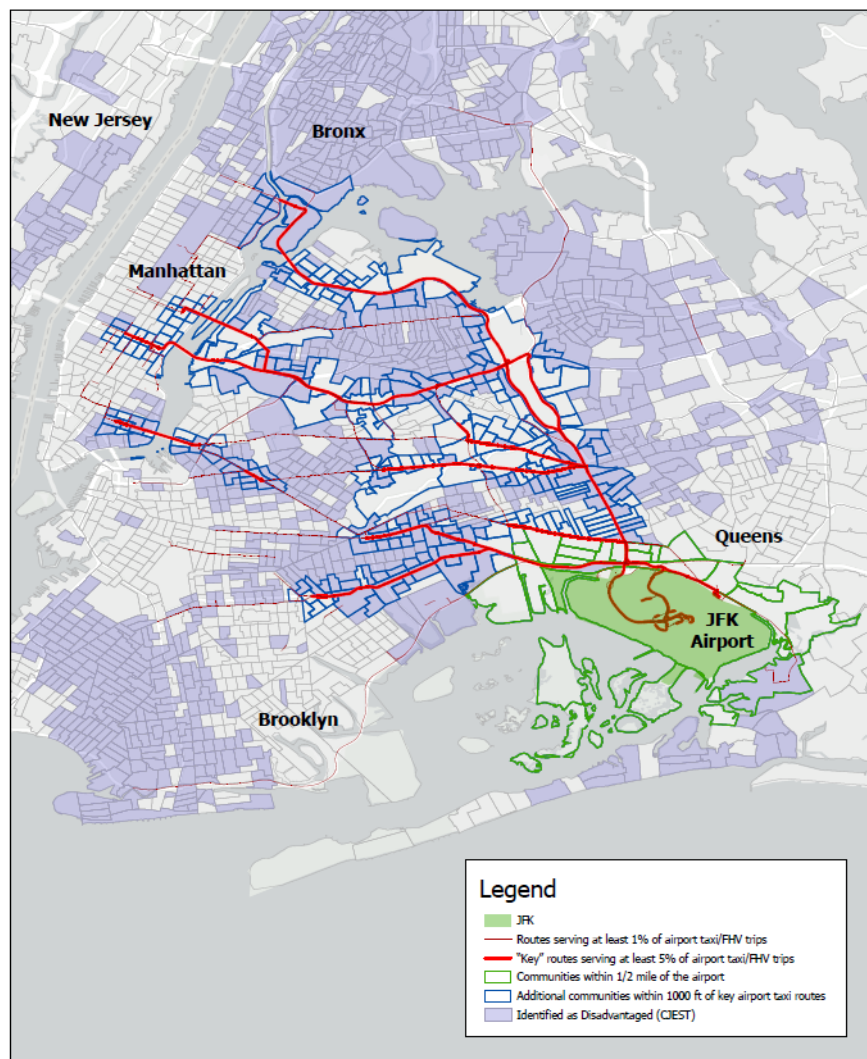 New Jersey
Bronx
Manhattan
Queens
JFK
Airport
Brooklyn
Legend
JFK
Routes serving at least 1% of airport taxi/FHV trips
"Key" routes serving at least 5% of airport taxi/FHV trips
Communities within 1/2 mile of the airport
Additional communities within 1000 ft of key airport taxi routes
Identified as Disadvantaged (CJEST)